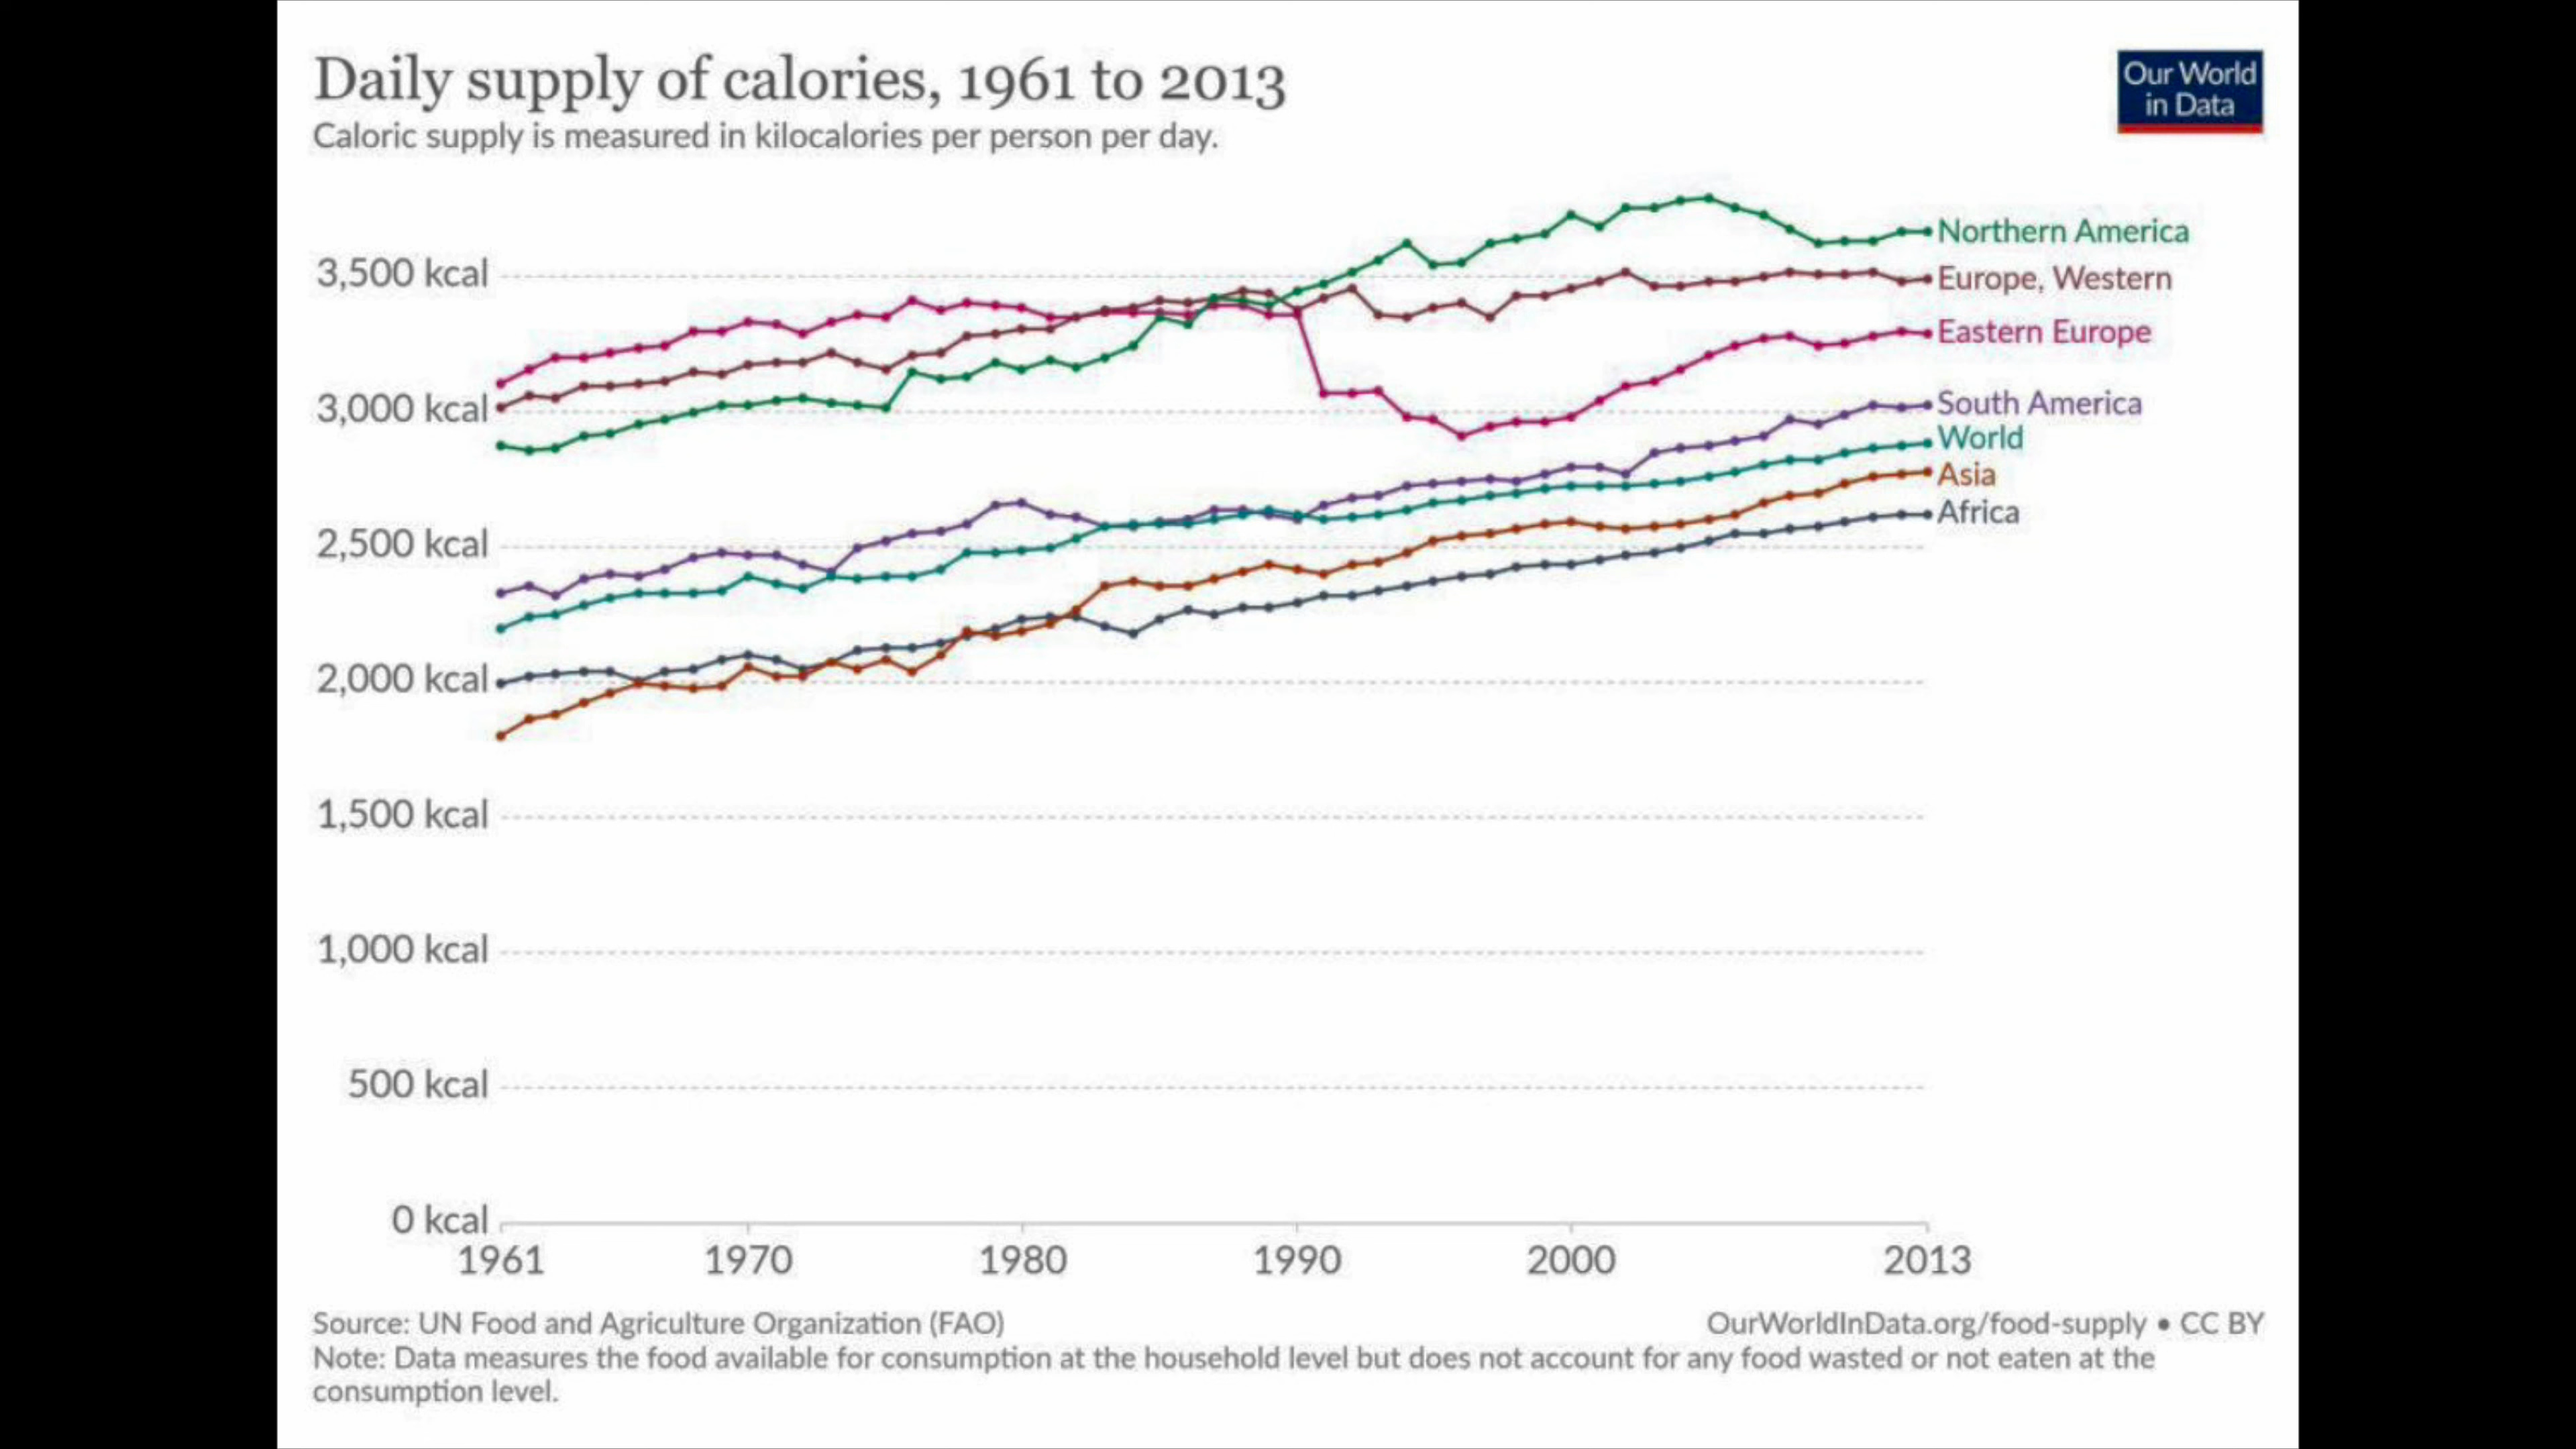 Daily supply of calories, 1961 to 2013
Caloric supply is measured in kilocalories per person per day.
Our World
in Data
3,500 kcal
3,000 kcal
2,500 kcal
2,000 kcal
1,500 kcal
1,000 kcal
500 kcal
0 kcal
Northern America
Europe, Western
Eastern Europe
South America
World
Asia
Africa
1961 1970 1980 1990 2000 2013
Source: UN Food and Agriculture Organization (FAO)
OurWorldInData.org/food-supply • CC BY
Note: Data measures the food available for consumption at the household level but does not account for any food wasted or not eaten at the
consumption level.